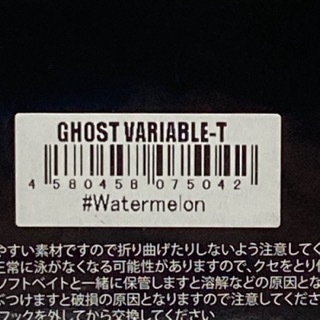 GHOST VARIABLE-T
4 580458 075042
#Watermelon
やすい素材ですので折り曲げたりしないよう注意してく
正常に泳がなくなる可能性がありますので、クセをとり
ソフトベイトと一緒に保管しますと溶解などの原因とな
ぶつけますと破損の原因となりますので注意してください
フックを外してから交換してください